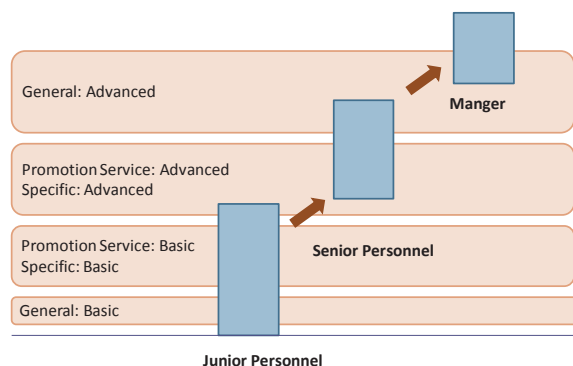 General: Advanced
Manger
Promotion Service: Advanced
Specific: Advanced
Promotion Service: Basic
Specific: Basic
Senior Personnel
General: Basic
Junior Personnel